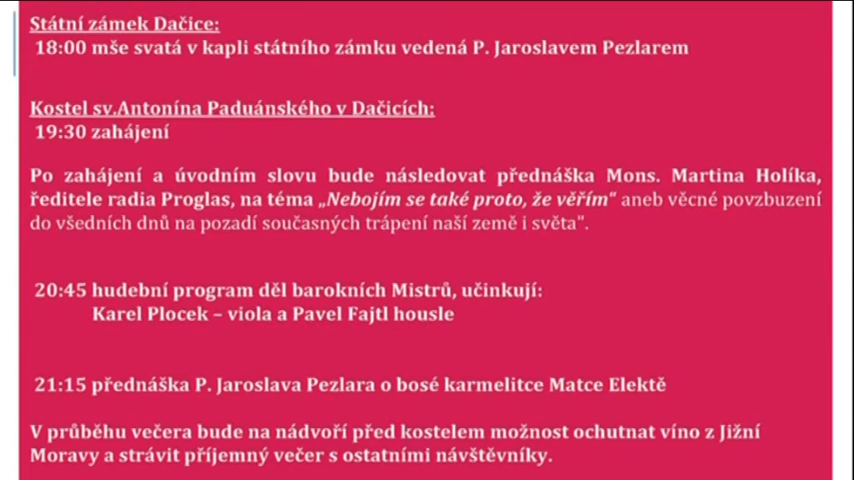 Státní zámek Dačice:
18:00 mše svatá v kapli státního zámku vedená P. Jaroslavem Pezlarem
Kostel sv.Antonína Paduánského v Dačicích:
19:30 zahájení
Po zahájení a úvodním slovu bude následovat přednáška Mons. Martina Holíka,
ředitele radia Proglas, na téma „Nebojím se také proto, že věřím“ aneb věcné povzbuzení
do všedních dnů na pozadí současných trápení naší země i světa".
20:45 hudební program děl barokních Mistrů, učinkují:
Karel Plocek – viola a Pavel Fajtl housle
21:15 přednáška P. Jaroslava Pezlara o bosé karmelitce Matce Elektě
V průběhu večera bude na nádvoří před kostelem možnost ochutnat víno z Jižní
Moravy a strávit příjemný večer s ostatními návštěvníky.